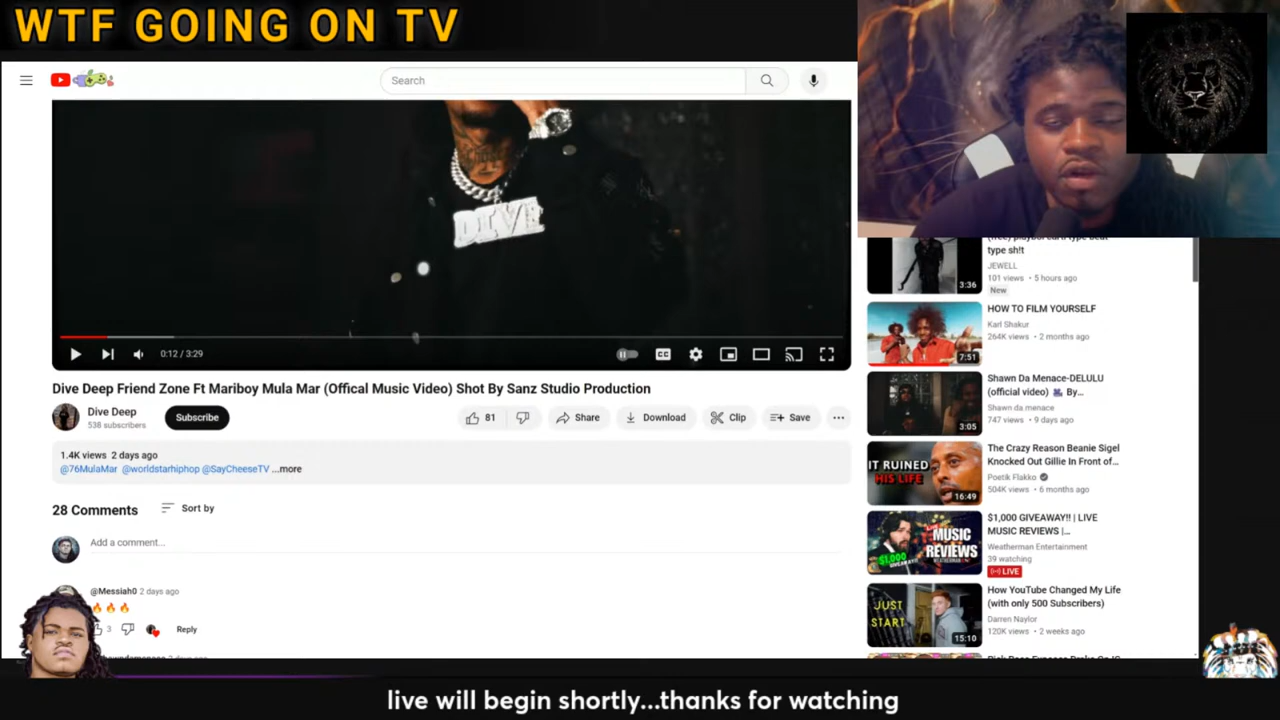 WTF GOING ON TV
Search
DIVE
0:12 / 3:29
CC
Dive Deep Friend Zone Ft Mariboy Mula Mar (Offical Music Video) Shot By Sanz Studio Production
Dive Deep
538 subscribers
Subscribe
81
Share
Download
Clip
Save
1.4K views 2 days ago
@76MulaMar @worldstarhiphop @SayCheeseTV ...more
28 Comments
Sort by
Add a comment...
@Messiah0 2 days ago
🔥 🔥 🔥
3
Reply
type sh!t
JEWELL
101 views • 5 hours ago
New
3:36
HOW TO FILM YOURSELF
Karl Shakur
264K views • 2 months ago
7:51
Shawn Da Menace-DELULU
(official video) By...
Shawn da menace
747 views • 9 days ago
3:05
The Crazy Reason Beanie Sigel
Knocked Out Gillie In Front of...
Poetik Flakko
504K views • 6 months ago
IT RUINED
HIS LIFE
16:49
$1,000 GIVEAWAY!! | LIVE
MUSIC REVIEWS |...
Weatherman Entertainment
39 watching
LIVE
$1,000
MUSIC
REVIEWS
How YouTube Changed My Life
(with only 500 Subscribers)
Darren Naylor
120K views • 2 weeks ago
JUST
START
15:10
live will begin shortly...thanks for watching